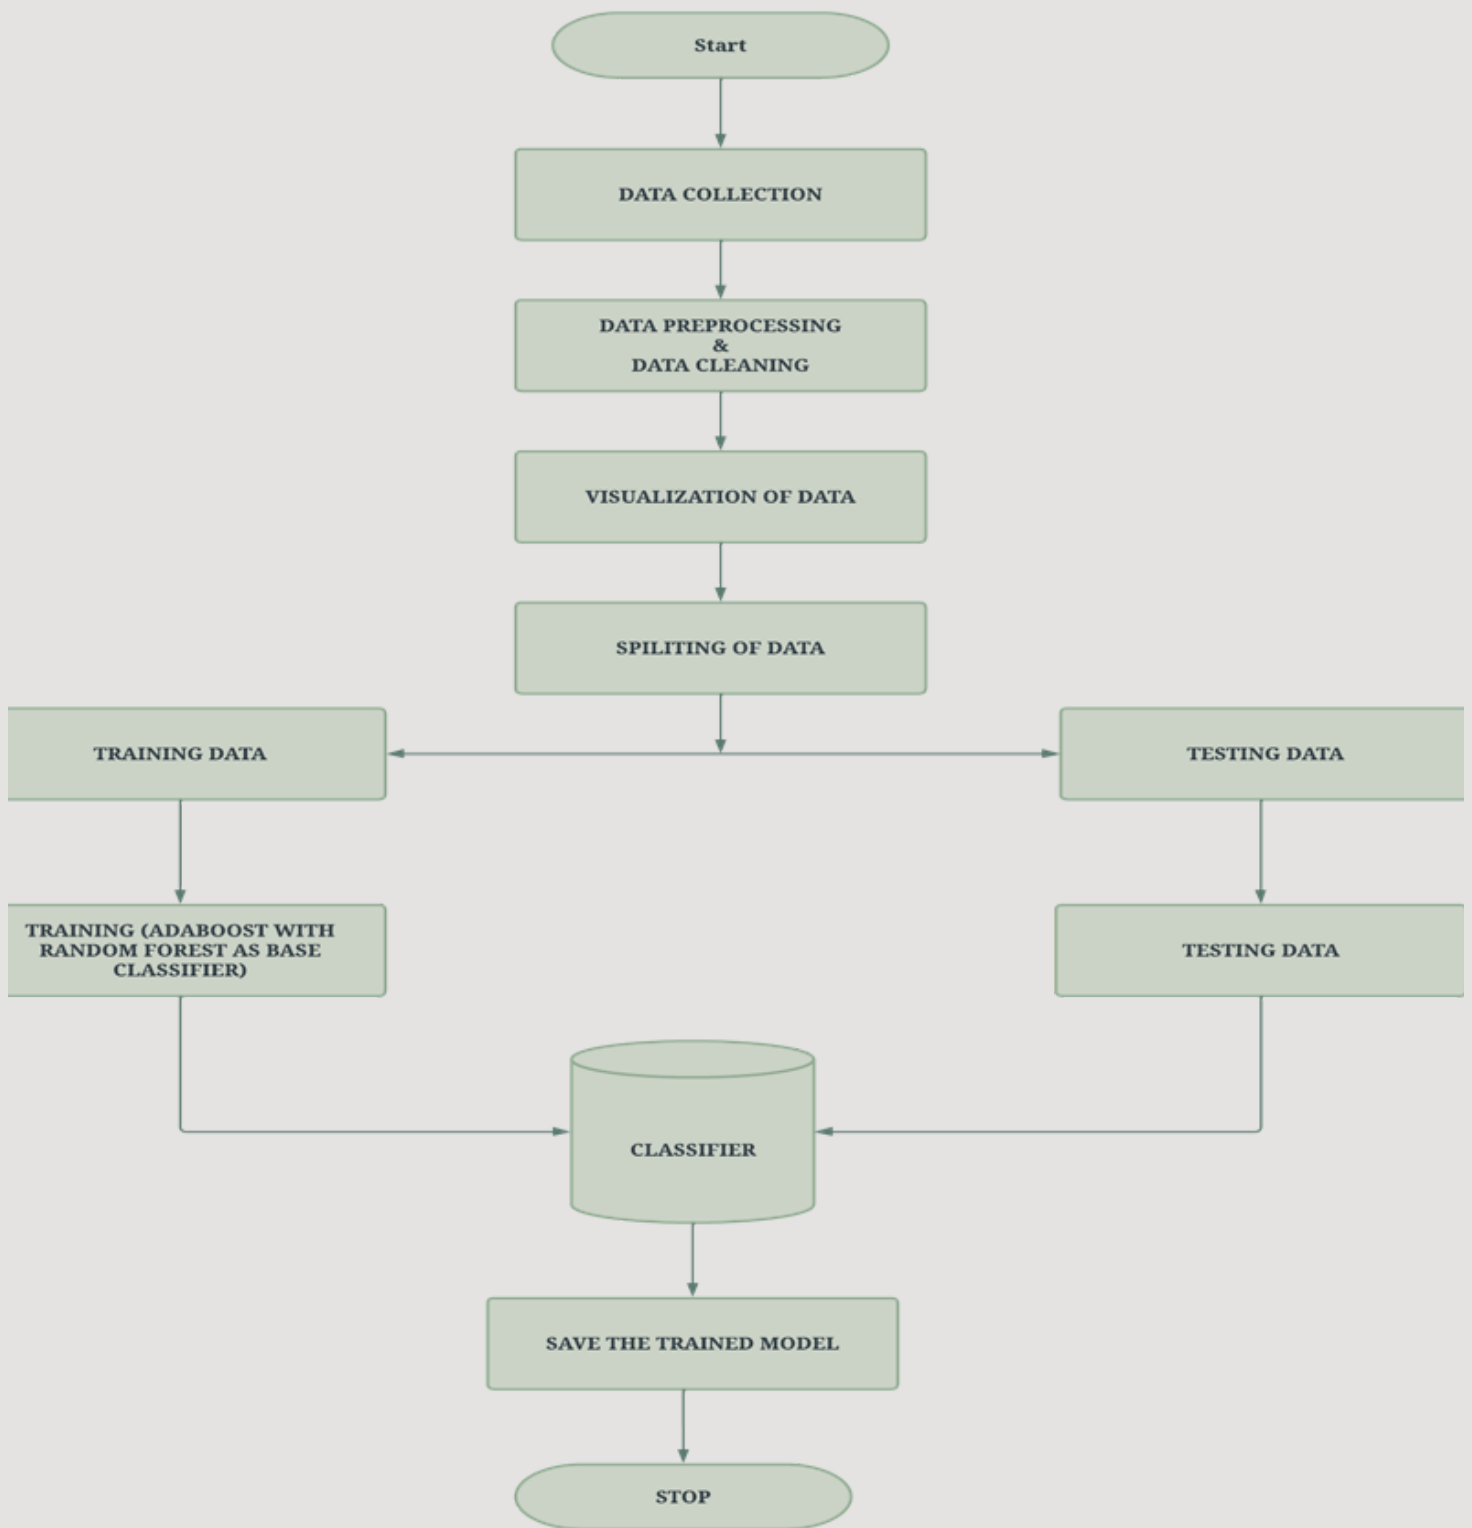 Start
DATA COLLECTION
DATA PREPROCESSING
&
DATA CLEANING
VISUALIZATION OF DATA
SPILITING OF DATA
TRAINING DATA
TESTING DATA
TRAINING (ADABOOST WITH
RANDOM FOREST AS BASE
CLASSIFIER)
TESTING DATA
CLASSIFIER
SAVE THE TRAINED MODEL
STOP